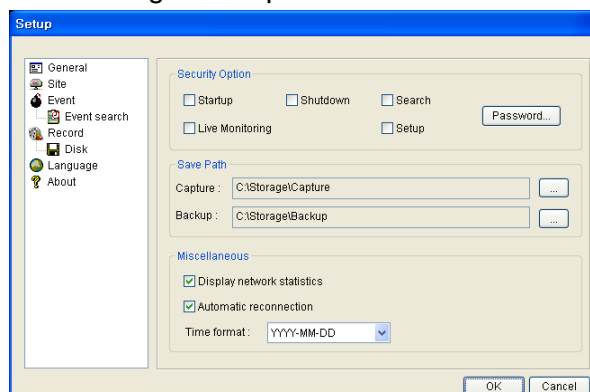 Setup
General
Site
Event
Event search
Record
Disk
Language
About
Security Option
Startup Shutdown Search
Password...
Live Monitoring Setup
Save Path
Capture : C:\Storage\Capture ...
Backup : C:\Storage\Backup ...
Miscellaneous
Display network statistics
Automatic reconnection
Time format : YYYY-MM-DD
OK Cancel